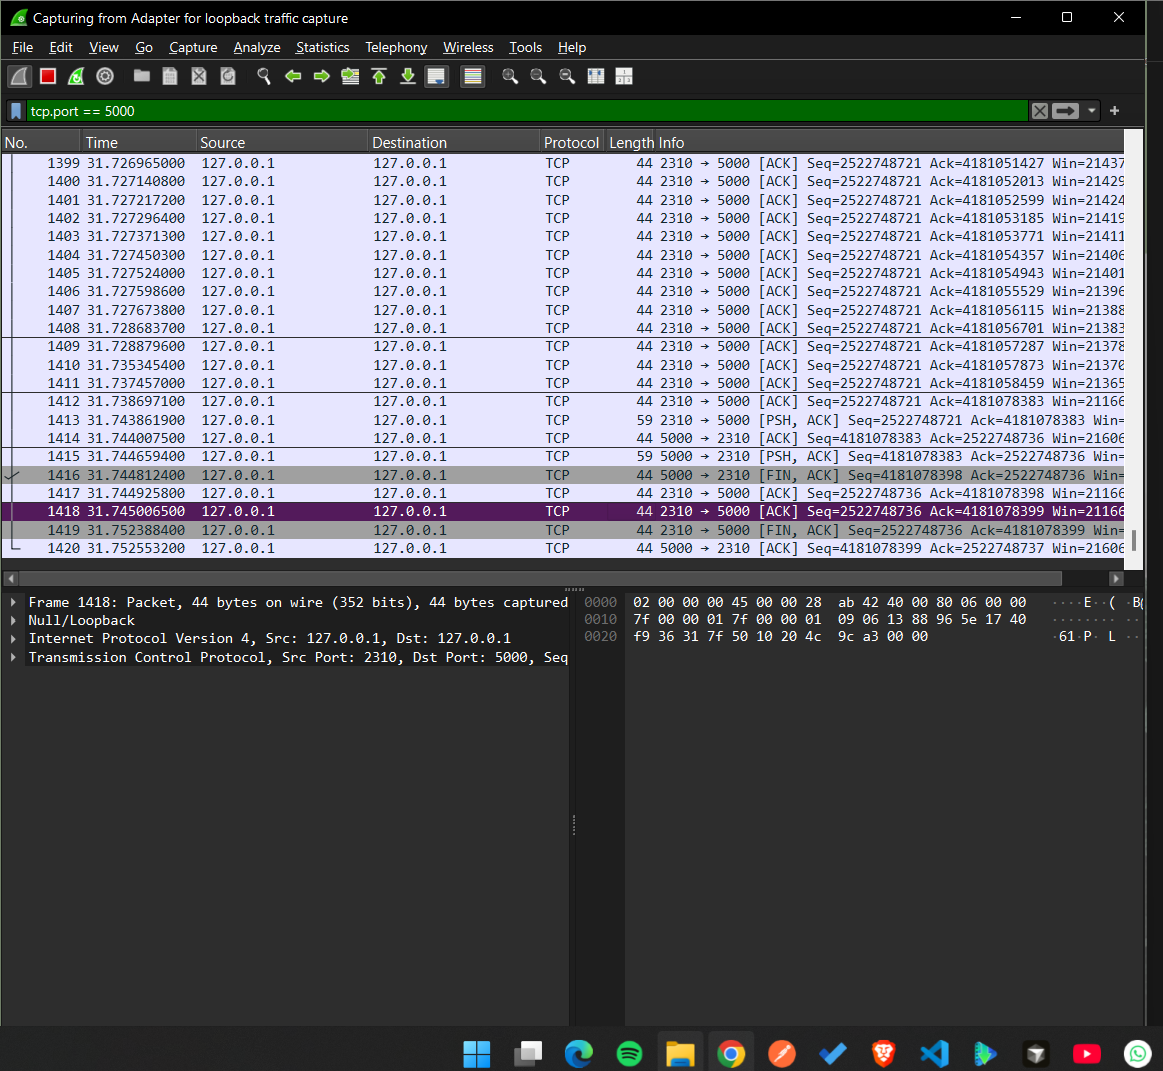 Capturing from Adapter for loopback traffic capture
File Edit View Go Capture Analyze Statistics Telephony Wireless Tools Help
tcp.port == 5000
No. Time Source Destination Protocol Length Info
1399 31.726965000 127.0.0.1 127.0.0.1 TCP 44 2310 → 5000 [ACK] Seq=2522748721 Ack=4181051427 Win=21437
1400 31.727140800 127.0.0.1 127.0.0.1 TCP 44 2310 → 5000 [ACK] Seq=2522748721 Ack=4181052013 Win=21429
1401 31.727217200 127.0.0.1 127.0.0.1 TCP 44 2310 → 5000 [ACK] Seq=2522748721 Ack=4181052599 Win=21424
1402 31.727296400 127.0.0.1 127.0.0.1 TCP 44 2310 → 5000 [ACK] Seq=2522748721 Ack=4181053185 Win=21419
1403 31.727371300 127.0.0.1 127.0.0.1 TCP 44 2310 → 5000 [ACK] Seq=2522748721 Ack=4181053771 Win=21411
1404 31.727450300 127.0.0.1 127.0.0.1 TCP 44 2310 → 5000 [ACK] Seq=2522748721 Ack=4181054357 Win=21406
1405 31.727524000 127.0.0.1 127.0.0.1 TCP 44 2310 → 5000 [ACK] Seq=2522748721 Ack=4181054943 Win=21401
1406 31.727598600 127.0.0.1 127.0.0.1 TCP 44 2310 → 5000 [ACK] Seq=2522748721 Ack=4181055529 Win=21396
1407 31.727673800 127.0.0.1 127.0.0.1 TCP 44 2310 → 5000 [ACK] Seq=2522748721 Ack=4181056115 Win=21388
1408 31.728683700 127.0.0.1 127.0.0.1 TCP 44 2310 → 5000 [ACK] Seq=2522748721 Ack=4181056701 Win=21383
1409 31.728879600 127.0.0.1 127.0.0.1 TCP 44 2310 → 5000 [ACK] Seq=2522748721 Ack=4181057287 Win=21378
1410 31.735345400 127.0.0.1 127.0.0.1 TCP 44 2310 → 5000 [ACK] Seq=2522748721 Ack=4181057873 Win=21370
1411 31.737457000 127.0.0.1 127.0.0.1 TCP 44 2310 → 5000 [ACK] Seq=2522748721 Ack=4181058459 Win=21365
1412 31.738697100 127.0.0.1 127.0.0.1 TCP 44 2310 → 5000 [ACK] Seq=2522748721 Ack=4181078383 Win=21166
1413 31.743861900 127.0.0.1 127.0.0.1 TCP 59 2310 → 5000 [PSH, ACK] Seq=2522748721 Ack=4181078383 Win=
1414 31.744007500 127.0.0.1 127.0.0.1 TCP 44 5000 → 2310 [ACK] Seq=4181078383 Ack=2522748736 Win=21606
1415 31.744659400 127.0.0.1 127.0.0.1 TCP 59 5000 → 2310 [PSH, ACK] Seq=4181078383 Ack=2522748736 Win=
1416 31.744812400 127.0.0.1 127.0.0.1 TCP 44 5000 → 2310 [FIN, ACK] Seq=4181078398 Ack=2522748736 Win=
1417 31.744925800 127.0.0.1 127.0.0.1 TCP 44 2310 → 5000 [ACK] Seq=2522748736 Ack=4181078398 Win=21166
1418 31.745006500 127.0.0.1 127.0.0.1 TCP 44 2310 → 5000 [ACK] Seq=2522748736 Ack=4181078399 Win=21166
1419 31.752388400 127.0.0.1 127.0.0.1 TCP 44 2310 → 5000 [FIN, ACK] Seq=2522748736 Ack=4181078399 Win=
1420 31.752553200 127.0.0.1 127.0.0.1 TCP 44 5000 → 2310 [ACK] Seq=4181078399 Ack=2522748737 Win=21606
Frame 1418: Packet, 44 bytes on wire (352 bits), 44 bytes captured
Null/Loopback
Internet Protocol Version 4, Src: 127.0.0.1, Dst: 127.0.0.1
Transmission Control Protocol, Src Port: 2310, Dst Port: 5000, Seq
0000 02 00 00 00 45 00 00 28 ab 42 40 00 80 06 00 00 ····E··( ·B@
0010 7f 00 00 01 7f 00 00 01 09 06 13 88 96 5e 17 40 ········ ···
0020 f9 36 31 7f 50 10 20 4c 9c a3 00 00 ·61·P· L ···